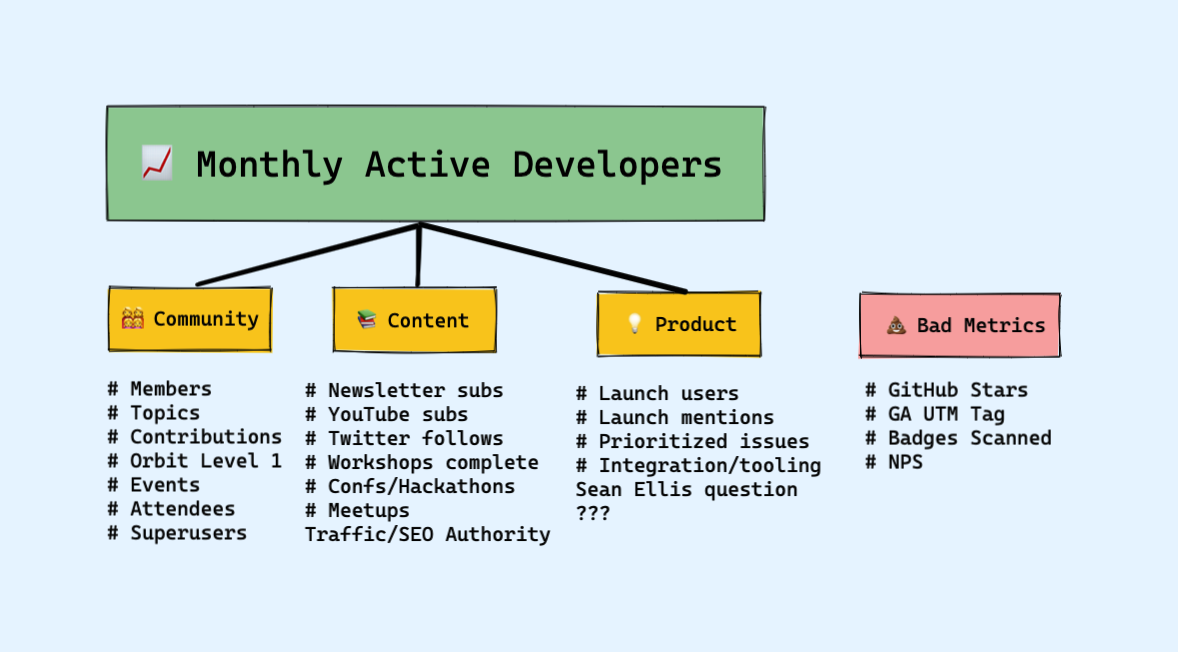 Monthly Active Developers
Community
# Members
# Topics
# Contributions
# Orbit Level 1
# Events
# Attendees
# Superusers
Content
# Newsletter subs
# YouTube subs
# Twitter follows
# Workshops complete
# Confs/Hackathons
# Meetups
Traffic/SEO Authority
Product
# Launch users
# Launch mentions
# Prioritized issues
# Integration/tooling
Sean Ellis question
???
Bad Metrics
# GitHub Stars
# GA UTM Tag
# Badges Scanned
# NPS